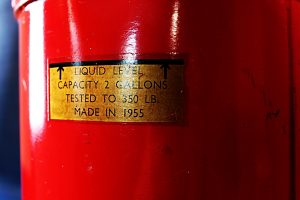 LIQUID LEVEL
CAPACITY 2 GALLONS
TESTED TO 350 LB.
MADE IN 1955